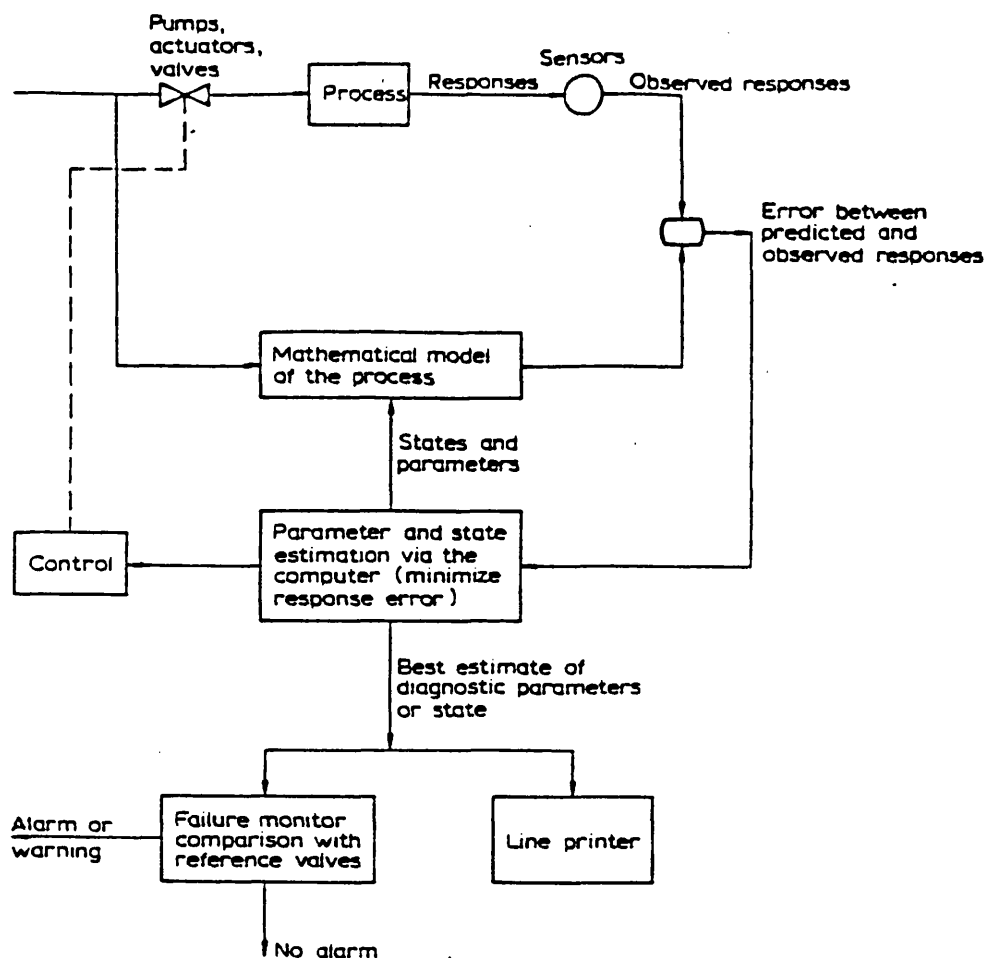 Pumps,
actuators,
valves
Process
Responses
Sensors
Observed responses
Error between
predicted and
observed responses
Mathematical model
of the process
States and
parameters
Control
Parameter and state
estimation via the
computer (minimize
response error)
Best estimate of
diagnostic parameters
or state
Alarm or
warning
Failure monitor
comparison with
reference valves
Line printer
No alarm